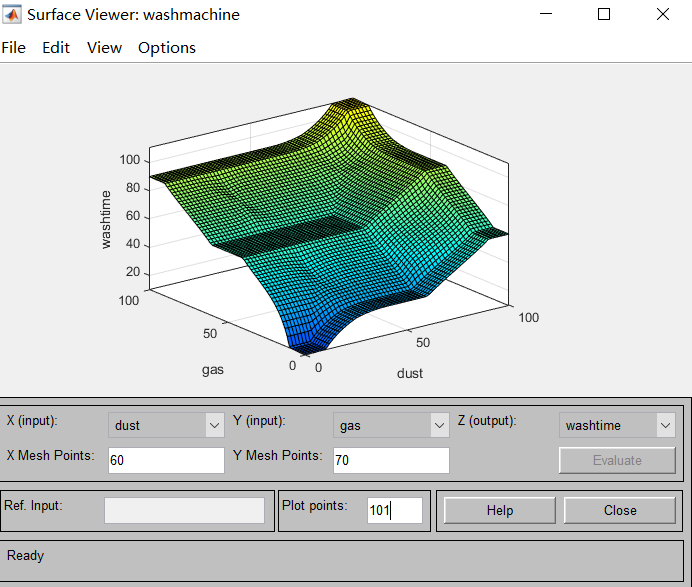 Surface Viewer: washmachine
File Edit View Options
100
80
60
40
20
washtime
100
50
0
gas
0
50
100
dust
X (input): dust Y (input): gas Z (output): washtime
X Mesh Points: 60 Y Mesh Points: 70 Evaluate
Ref. Input: Plot points: 101 Help Close
Ready